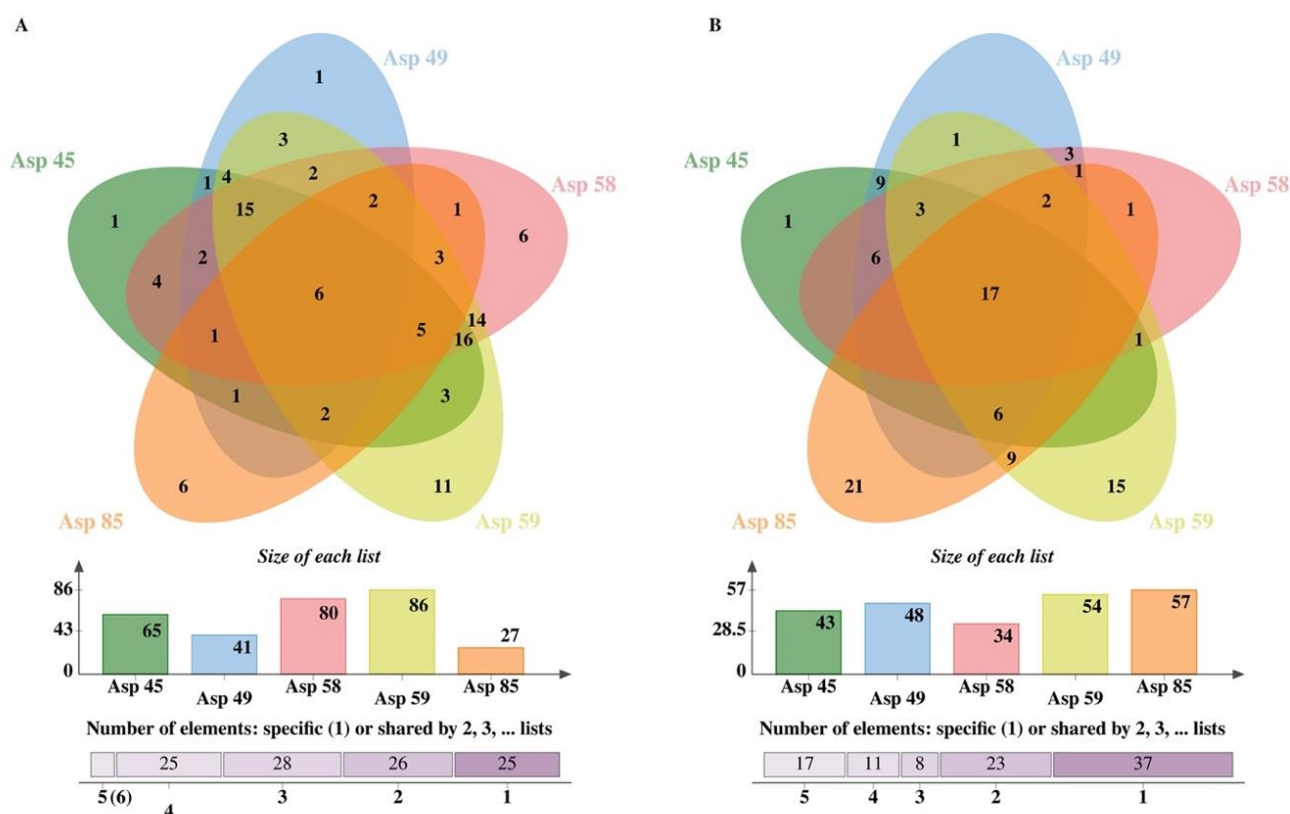 A
Asp 49
1
3
Asp 45
1
4
2
Asp 58
1
15
2
1
6
2
3
4
6
14
1
5
16
1
2
3
6
11
Asp 85
Asp 59
Size of each list
86
43
0
65
41
80
86
27
Asp 45
Asp 49
Asp 58
Asp 59
Asp 85
Number of elements: specific (1) or shared by 2, 3, ... lists
25
28
26
25
5 (6)
4
3
2
1
B
Asp 49
1
3
1
9
Asp 45
Asp 58
1
3
2
1
6
17
1
6
9
21
15
Asp 85
Asp 59
Size of each list
57
28.5
0
43
48
34
54
57
Asp 45
Asp 49
Asp 58
Asp 59
Asp 85
Number of elements: specific (1) or shared by 2, 3, ... lists
17
11
8
23
37
5
4
3
2
1